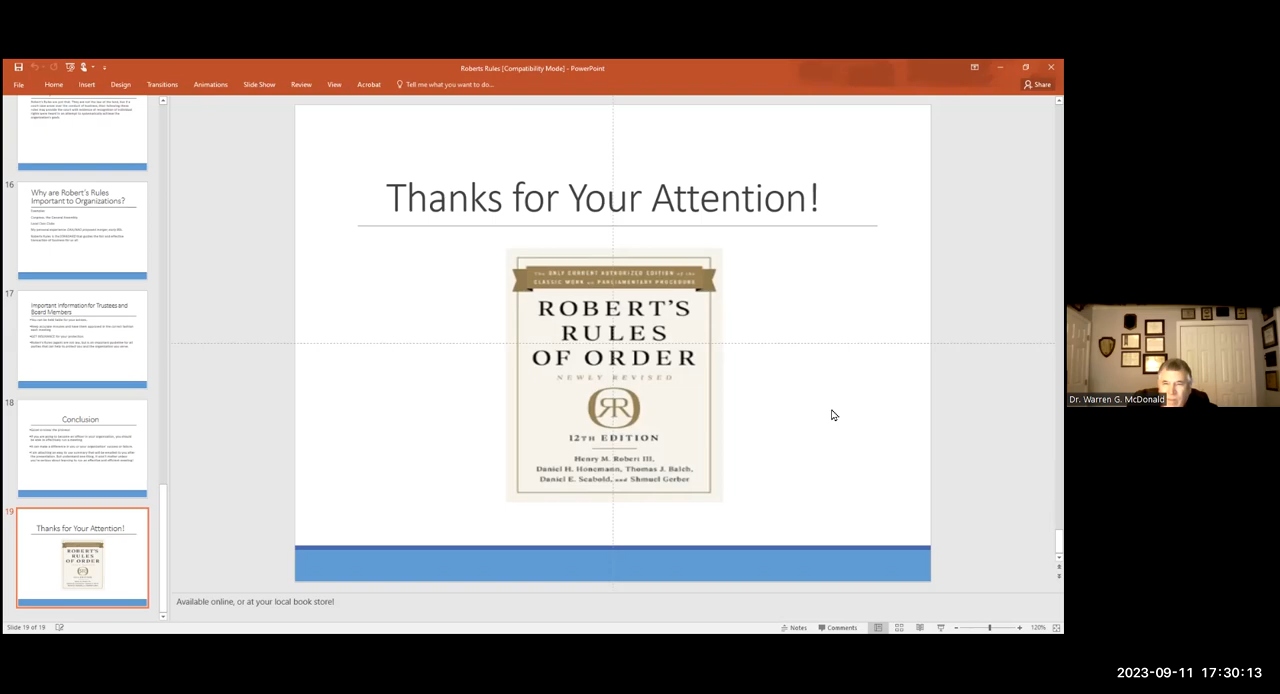 Roberts Rules [Compatibility Mode] - PowerPoint
File Home Insert Design Transitions Animations Slide Show Review View Acrobat Tell me what you want to do... Share
16
Why are Robert's Rules
Important to Organizations?
17
Important Information for Trustees and
Board Members
18
Conclusion
19
Thanks for Your Attention!
ROBERT'S
RULES
OF ORDER
Thanks for Your Attention!
The ONLY CURRENT AUTHORIZED EDITION of the
CLASSIC WORK on PARLIAMENTARY PROCEDURE
ROBERT'S
RULES
OF ORDER
NEWLY REVISED
RR
12TH EDITION
Henry M. Robert III,
Daniel H. Honemann, Thomas J. Balch,
Daniel E. Seabold, and Shmuel Gerber
Available online, or at your local book store!
Slide 19 of 19 Notes Comments 120%
Dr. Warren G. McDonald
2023-09-11 17:30:13